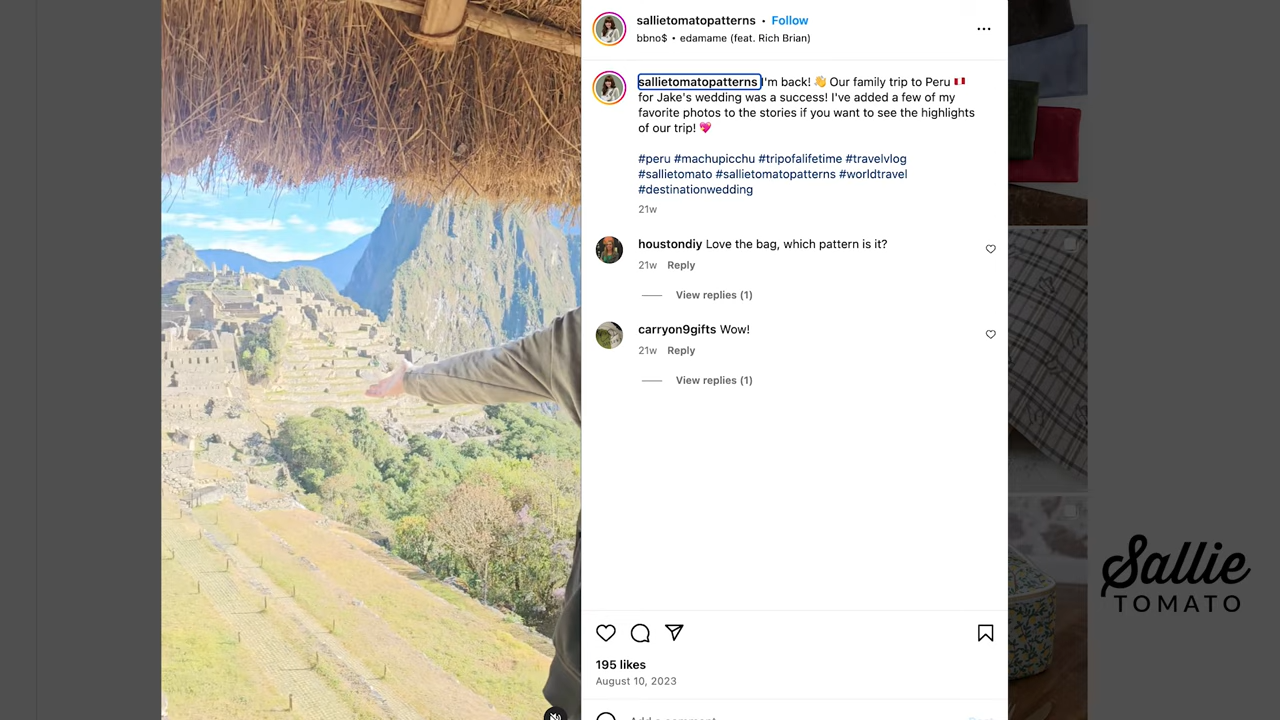 sallietomatopatterns • Follow
bbno$ • edamame (feat. Rich Brian)
sallietomatopatterns I'm back! 👋 Our family trip to Peru 🇵🇪
for Jake's wedding was a success! I've added a few of my
favorite photos to the stories if you want to see the highlights
of our trip! 💖
#peru #machupicchu #tripofalifetime #travelvlog
#sallietomato #sallietomatopatterns #worldtravel
#destinationwedding
21w
houstondiy Love the bag, which pattern is it?
21w Reply
View replies (1)
carryon9gifts Wow!
21w Reply
View replies (1)
195 likes
August 10, 2023
Add a comment...
Post
Sallie
TOMATO